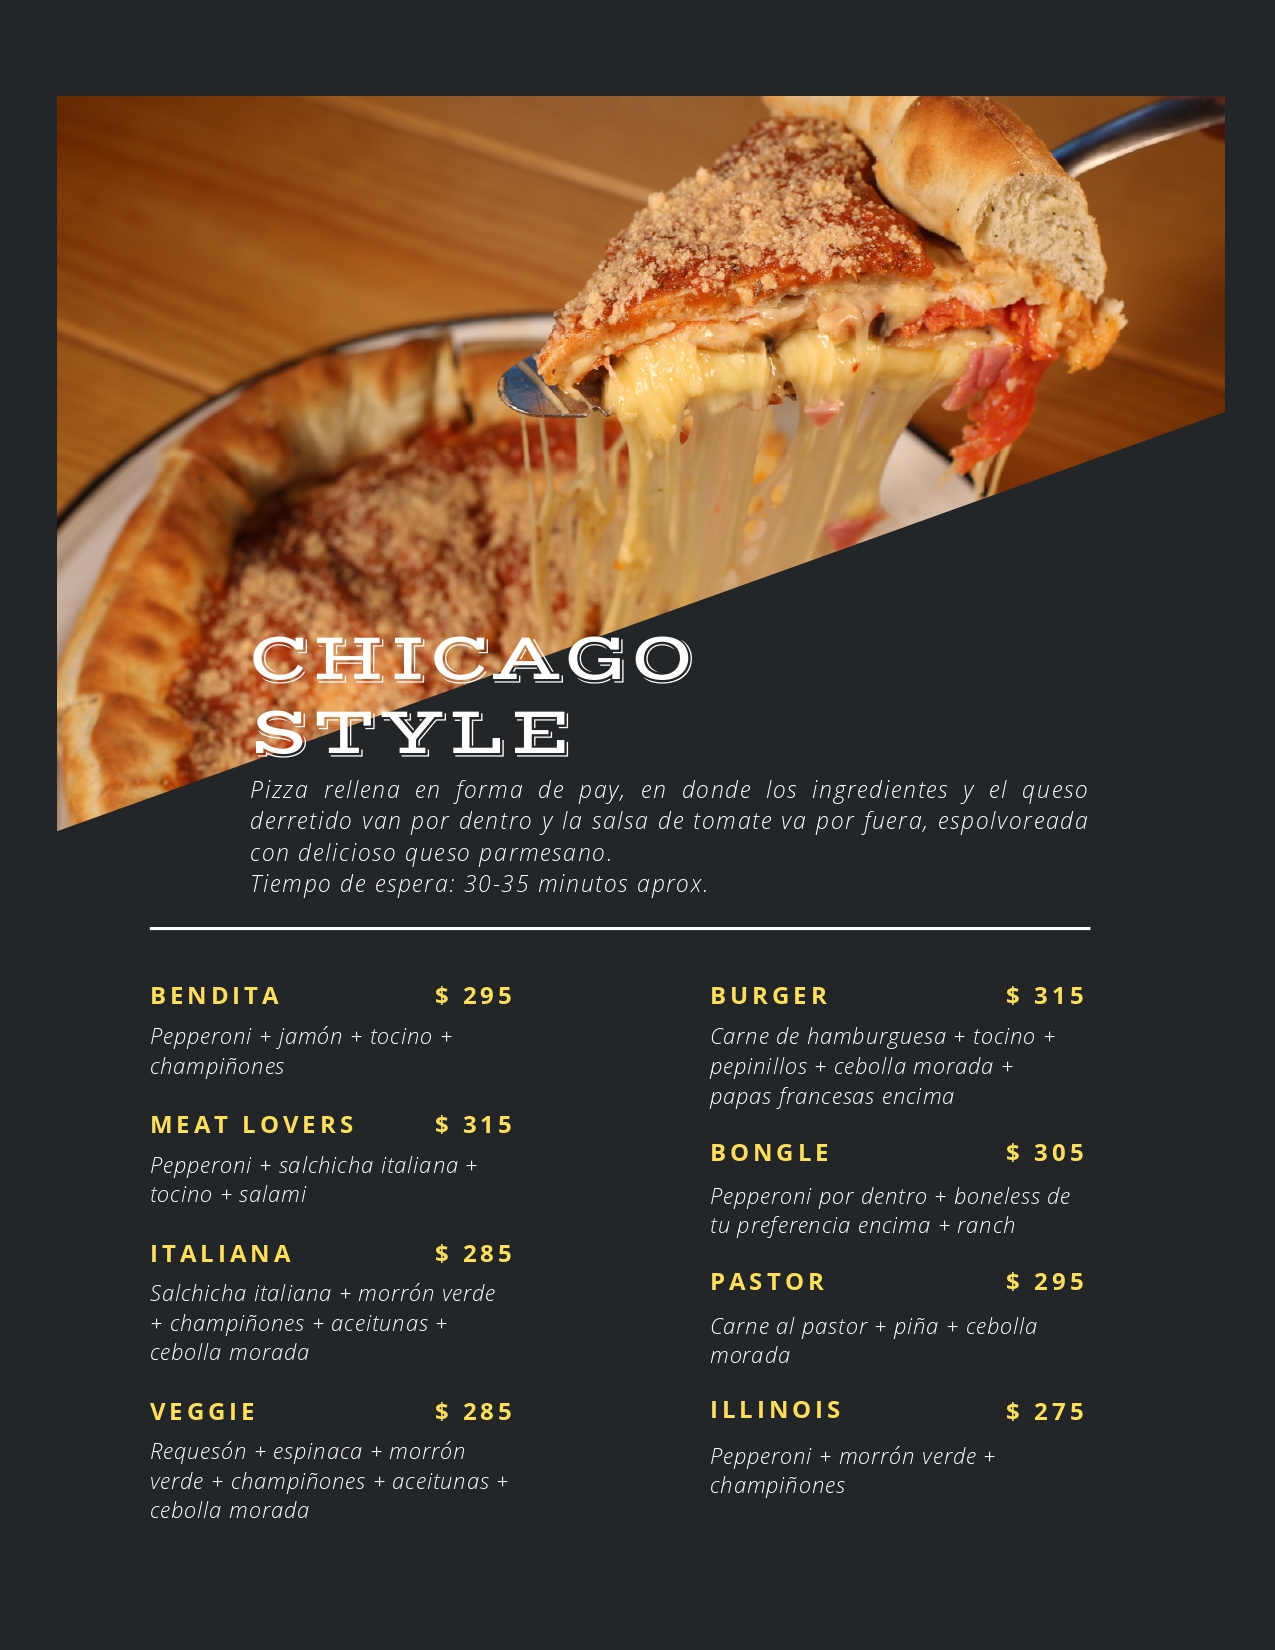 CHICAGO
STYLE
Pizza rellena en forma de pay, en donde los ingredientes y el queso
derretido van por dentro y la salsa de tomate va por fuera, espolvoreada
con delicioso queso parmesano.
Tiempo de espera: 30-35 minutos aprox.
BENDITA $ 295
Pepperoni + jamón + tocino +
champiñones
MEAT LOVERS $ 315
Pepperoni + salchicha italiana +
tocino + salami
ITALIANA $ 285
Salchicha italiana + morrón verde
+ champiñones + aceitunas +
cebolla morada
VEGGIE $ 285
Requesón + espinaca + morrón
verde + champiñones + aceitunas +
cebolla morada
BURGER $ 315
Carne de hamburguesa + tocino +
pepinillos + cebolla morada +
papas francesas encima
BONGLE $ 305
Pepperoni por dentro + boneless de
tu preferencia encima + ranch
PASTOR $ 295
Carne al pastor + piña + cebolla
morada
ILLINOIS $ 275
Pepperoni + morrón verde +
champiñones